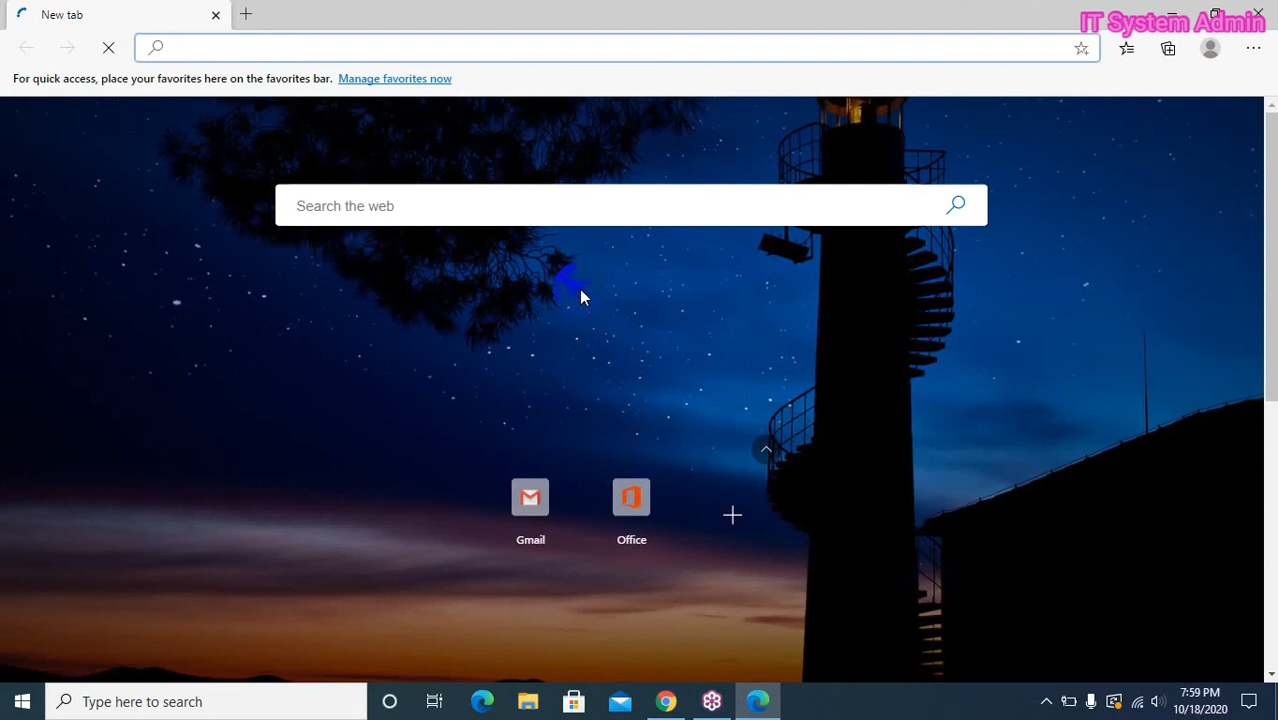 New tab
IT System Admin
For quick access, place your favorites here on the favorites bar. Manage favorites now
Search the web
Gmail
Office
Type here to search
7:59 PM
10/18/2020